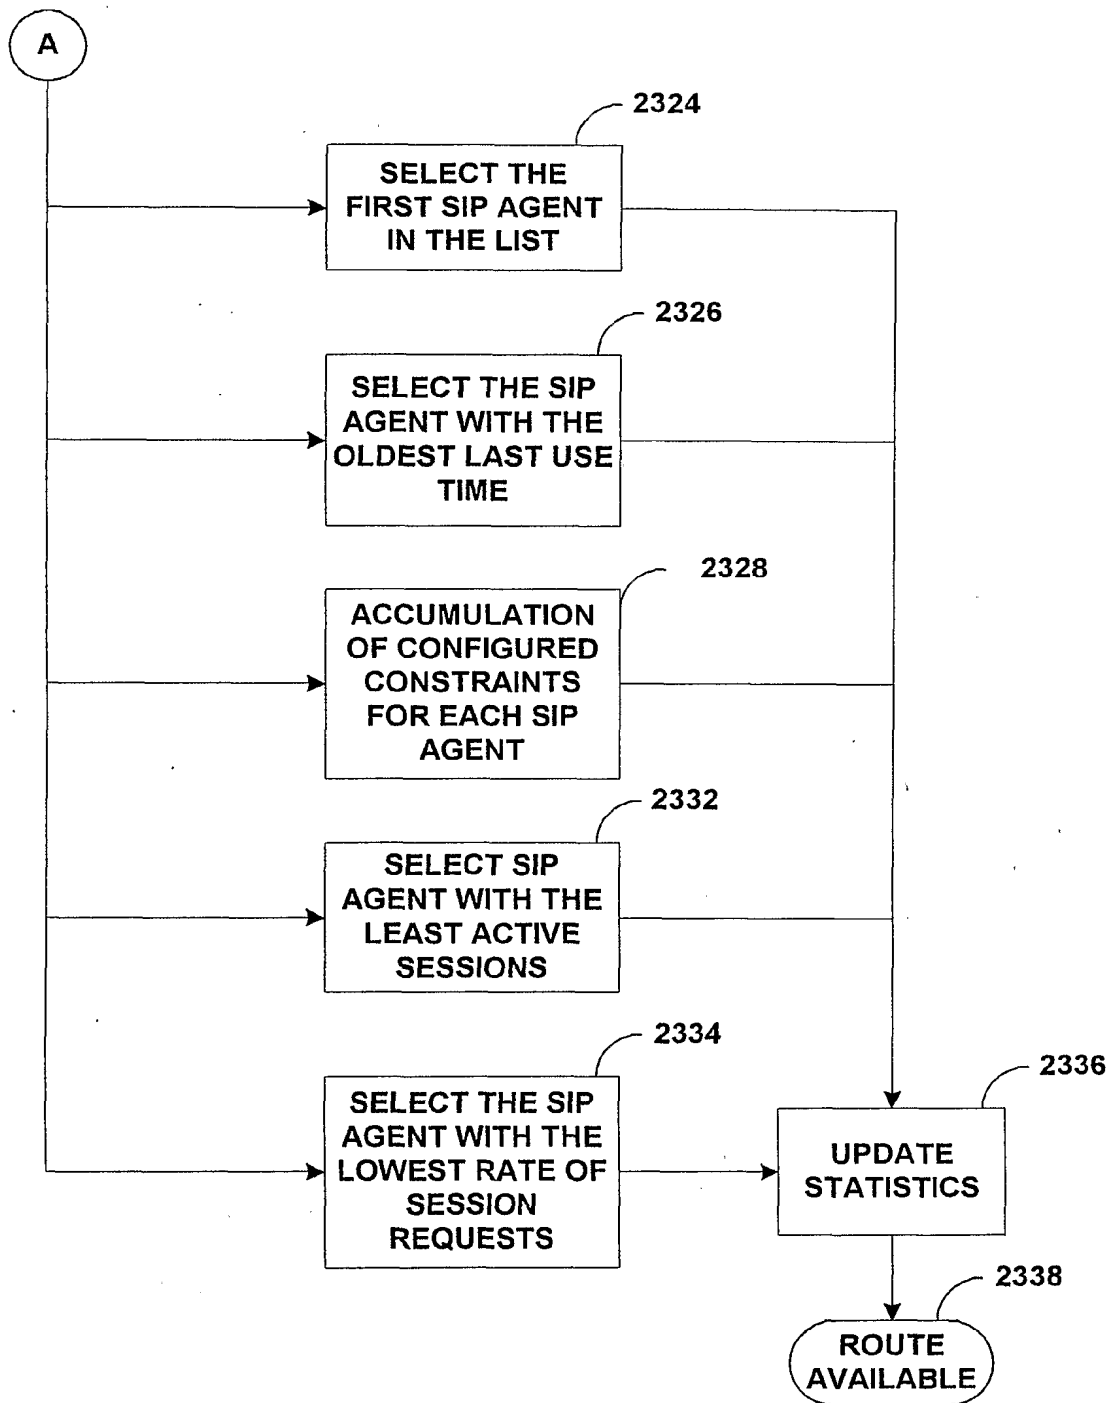 A
2324
SELECT THE
FIRST SIP AGENT
IN THE LIST
2326
SELECT THE SIP
AGENT WITH THE
OLDEST LAST USE
TIME
2328
ACCUMULATION
OF CONFIGURED
CONSTRAINTS
FOR EACH SIP
AGENT
2332
SELECT SIP
AGENT WITH THE
LEAST ACTIVE
SESSIONS
2334
SELECT THE SIP
AGENT WITH THE
LOWEST RATE OF
SESSION
REQUESTS
2336
UPDATE
STATISTICS
2338
ROUTE
AVAILABLE